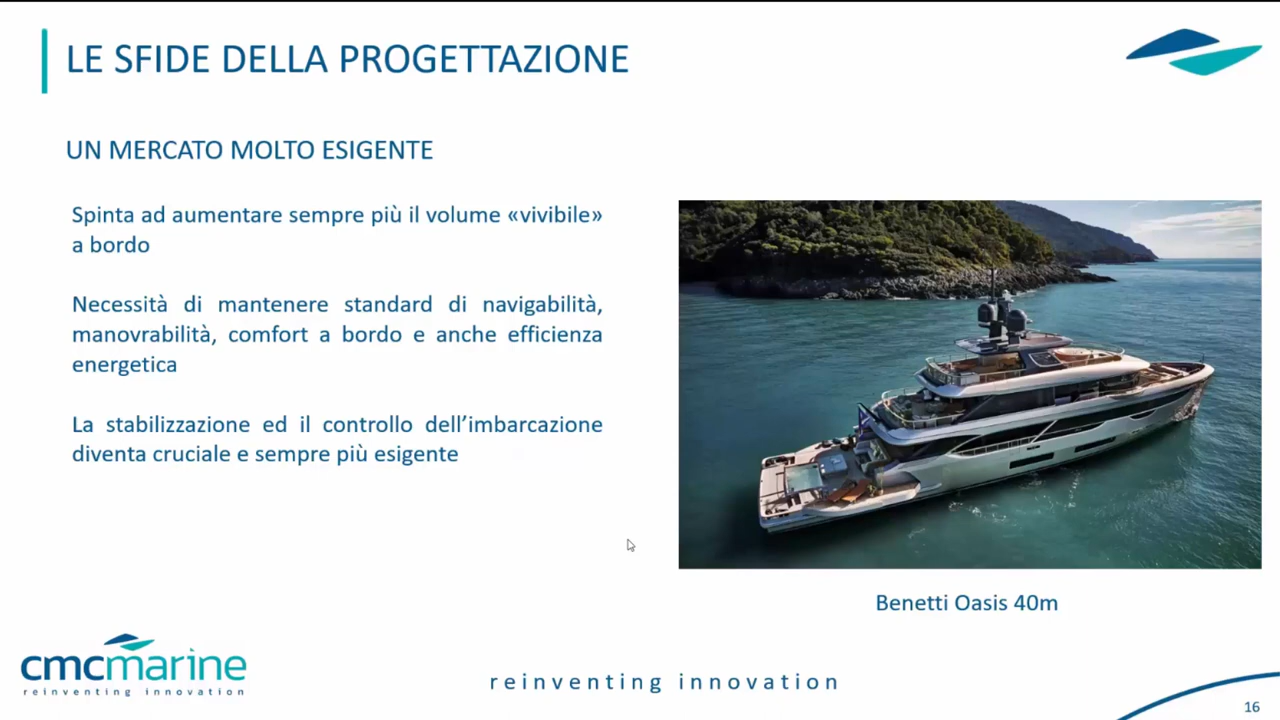 LE SFIDE DELLA PROGETTAZIONE
UN MERCATO MOLTO ESIGENTE
Spinta ad aumentare sempre più il volume «vivibile»
a bordo
Necessità di mantenere standard di navigabilità,
manovrabilità, comfort a bordo e anche efficienza
energetica
La stabilizzazione ed il controllo dell’imbarcazione
diventa cruciale e sempre più esigente
Benetti Oasis 40m
cmcmarine
reinventing innovation
reinventing innovation
16